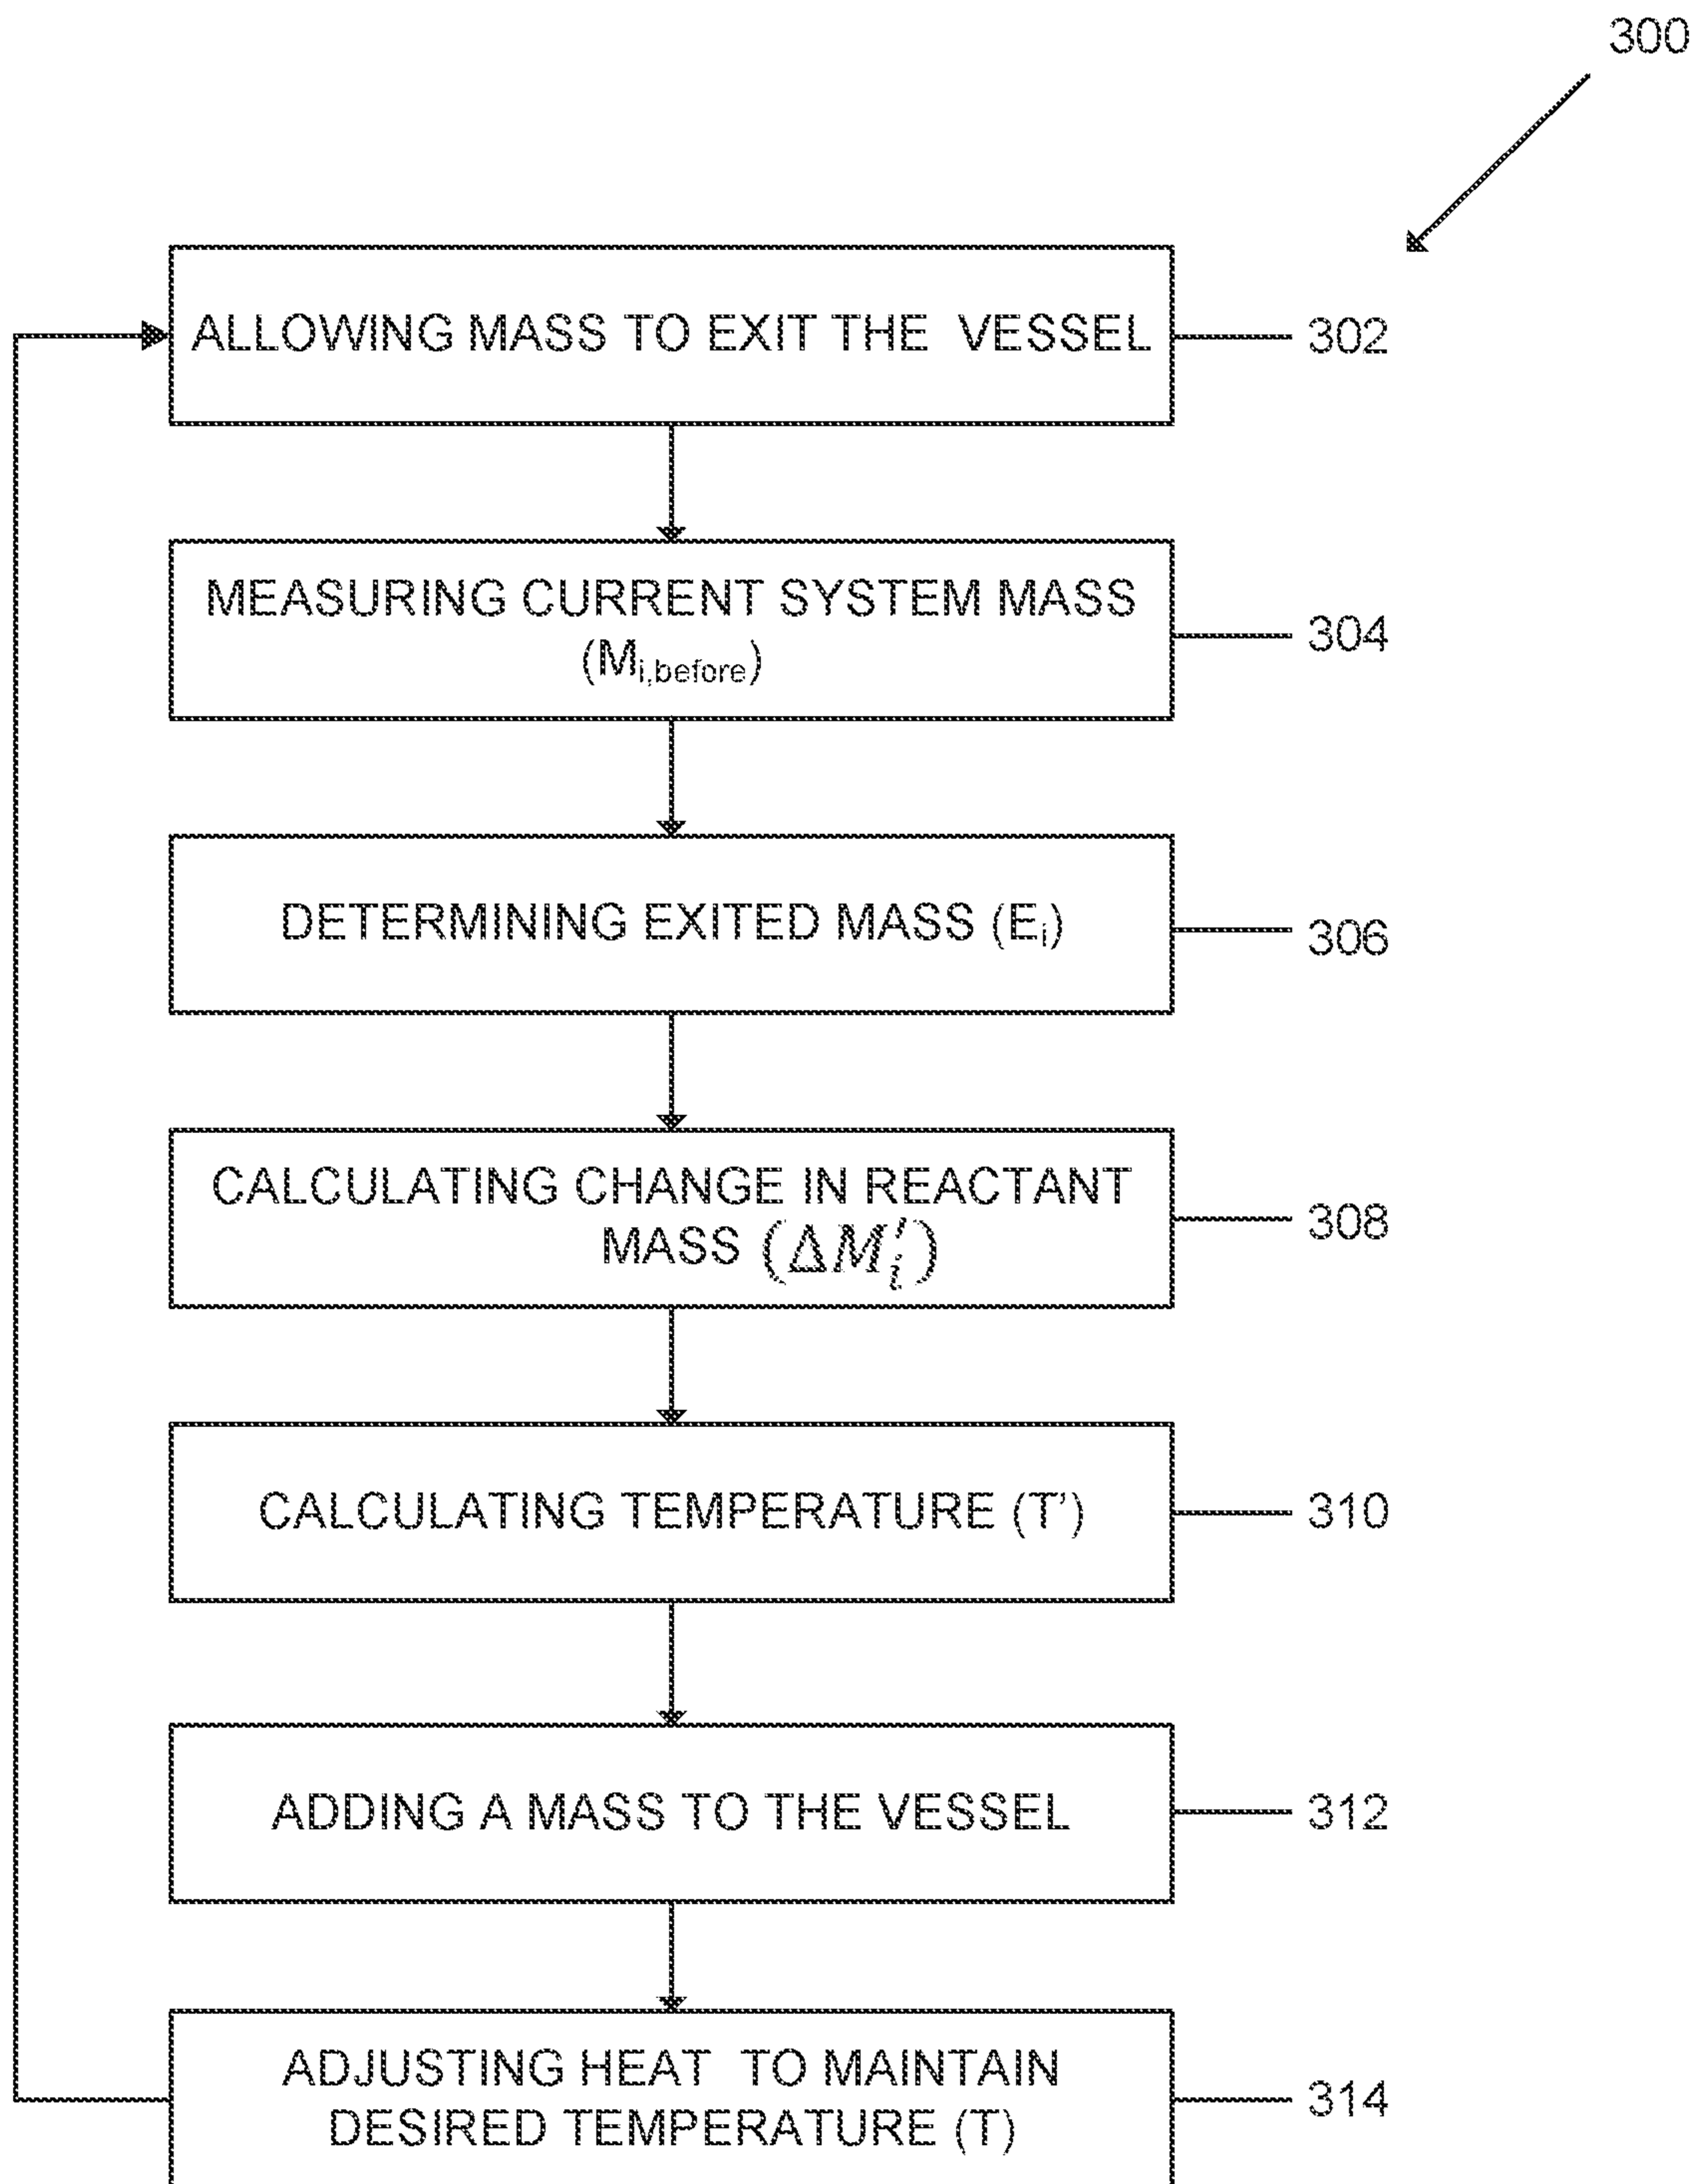 300
ALLOWING MASS TO EXIT THE VESSEL
302
MEASURING CURRENT SYSTEM MASS
(Mi,before)
304
DETERMINING EXITED MASS (Ei)
306
CALCULATING CHANGE IN REACTANT
MASS (ΔM′i)
308
CALCULATING TEMPERATURE (T’)
310
ADDING A MASS TO THE VESSEL
312
ADJUSTING HEAT TO MAINTAIN
DESIRED TEMPERATURE (T)
314